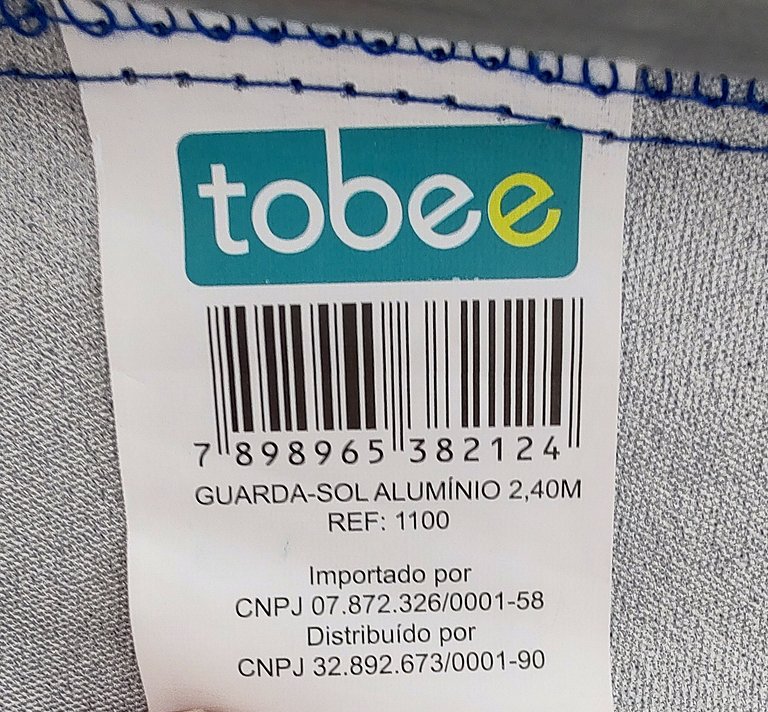 tobee
7 898965 382124
GUARDA-SOL ALUMÍNIO 2,40M
REF: 1100
Importado por
CNPJ 07.872.326/0001-58
Distribuído por
CNPJ 32.892.673/0001-90